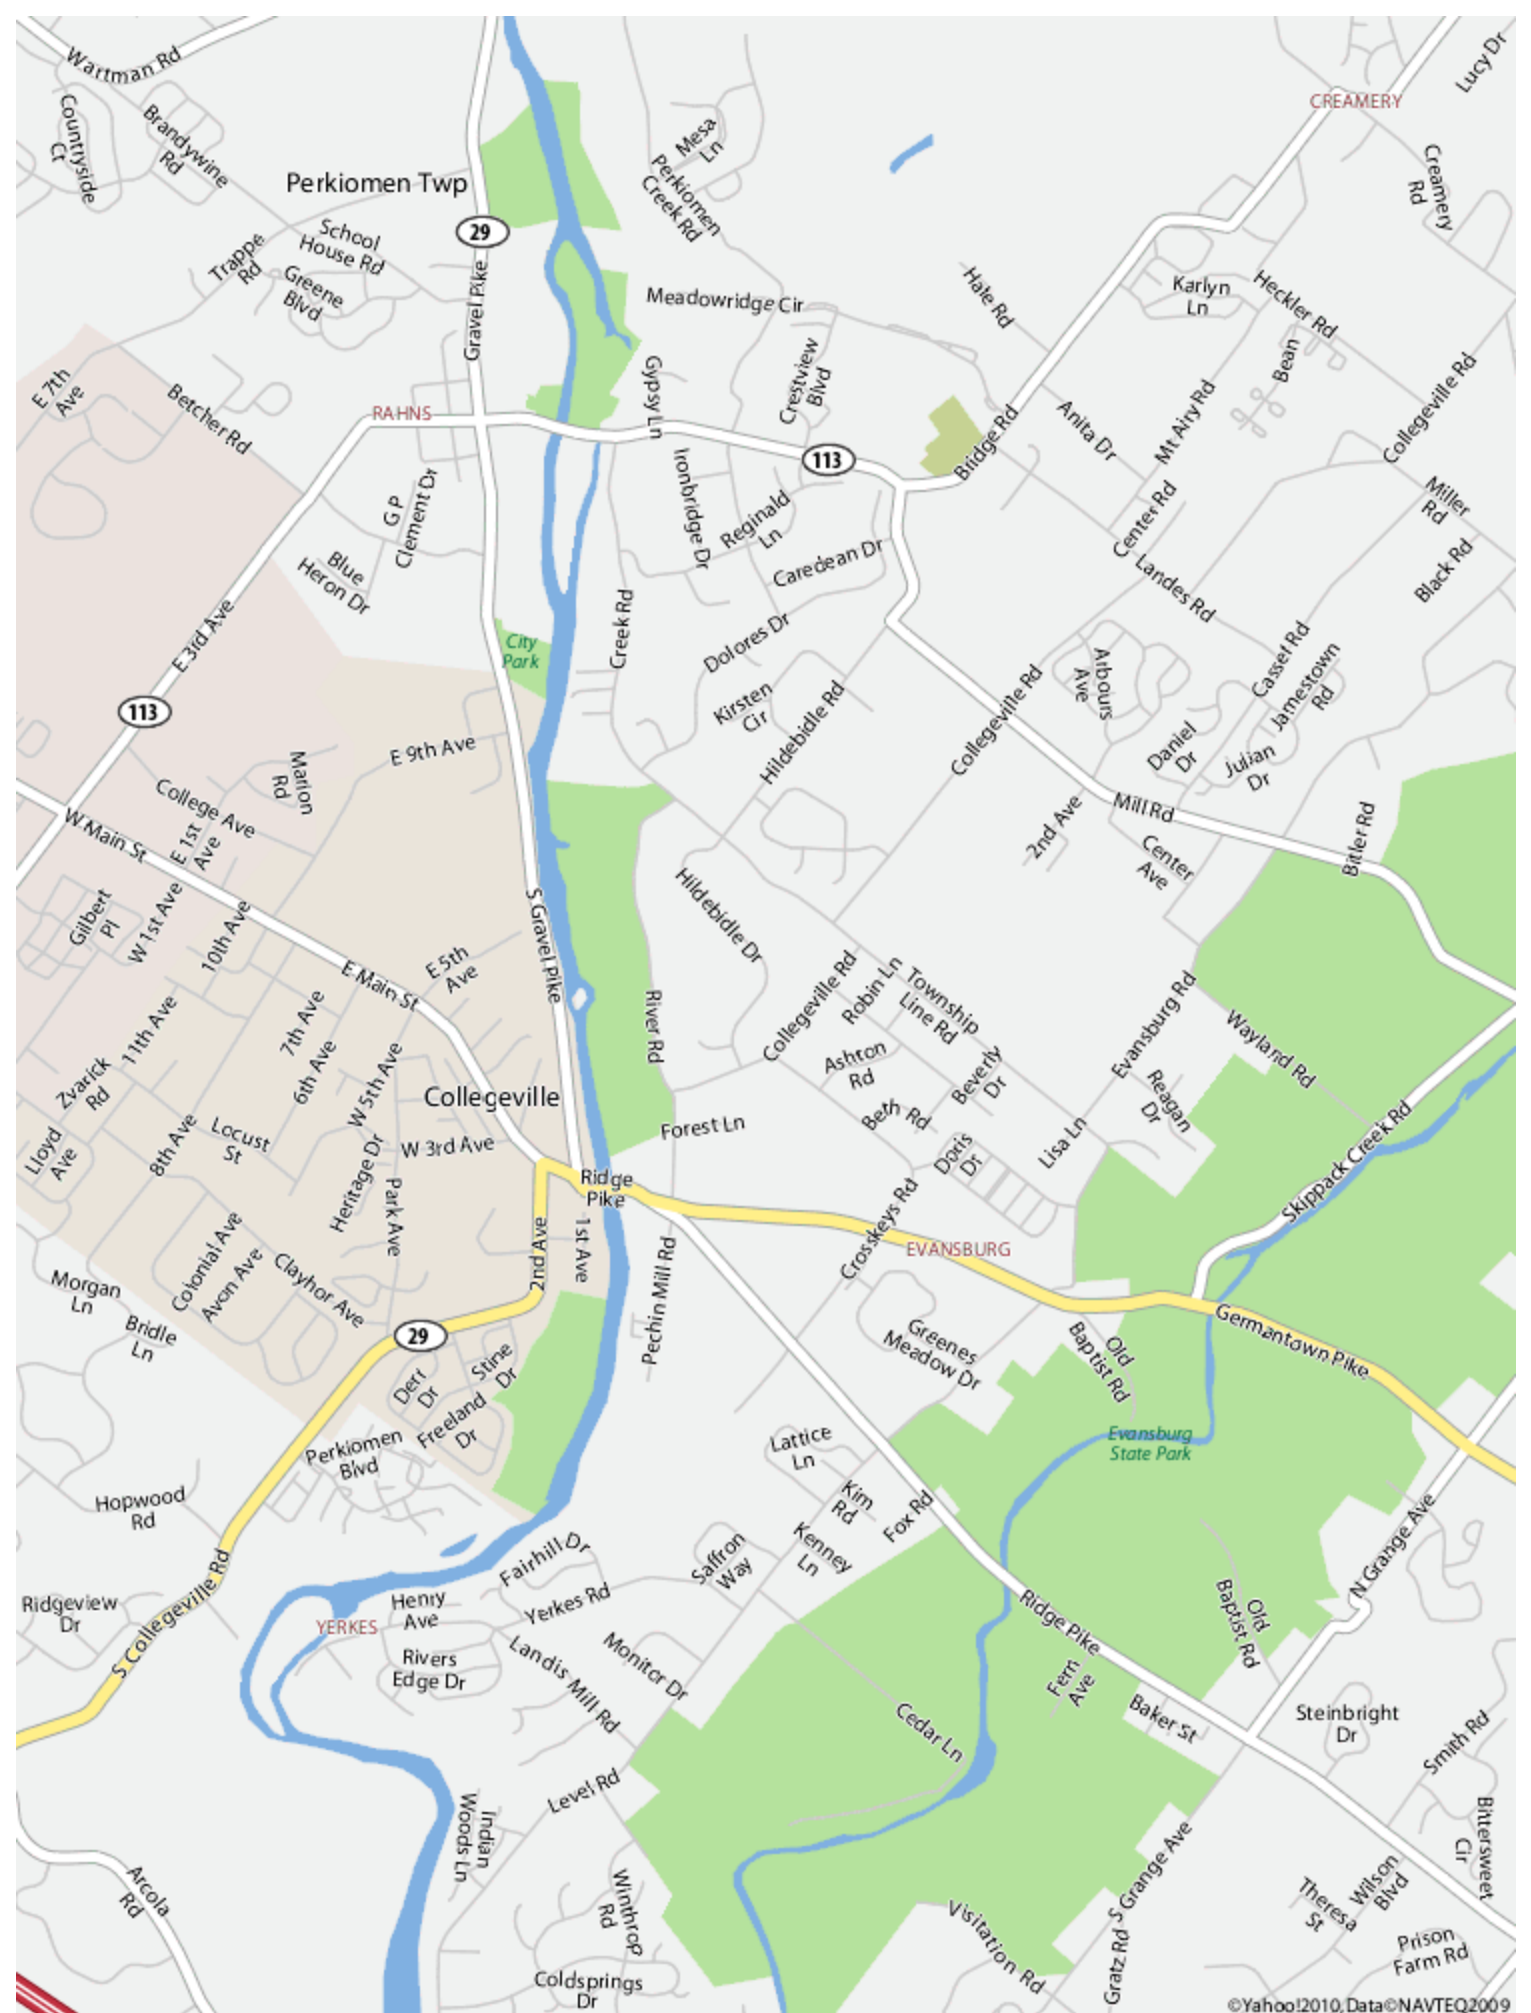 Wartman Rd
Lucy Dr
CREAMERY
Countryside
Ct
Brandywine
Rd
Mesa
Ln
Perkiomen
Creek Rd
Creamery
Rd
Perkiomen Twp
School
House Rd
29
Trappe
Rd
Greene
Blvd
Gravel Pike
Meadowridge Cir
Hale Rd
Karlyn
Ln
Heckler Rd
Bean
E 7th
Ave
Betcher Rd
RAHNS
Gypsy Ln
Crestview
Blvd
113
Bridge Rd
Anita Dr
Mt Airy Rd
Collegeville Rd
G P
Clement Dr
Ironbridge Dr
Reginald
Ln
Center Rd
Miller
Rd
Blue
Heron Dr
Caredean Dr
Landes Rd
Black Rd
E 3rd Ave
City
Park
Creek Rd
Dolores Dr
Kirsten
Cir
Hildebidle Rd
Collegeville Rd
Arbours
Ave
Casset Rd
Jamestown
Rd
113
E 9th Ave
Marion
Rd
Daniel
Dr
Julian
Dr
College Ave
W Main St
E 1st
Ave
Mill Rd
2nd Ave
Center
Ave
Bitler Rd
Gilbert
Pl
W 1st Ave
10th Ave
S Gravel Pike
Hildebidle Dr
E Main St
E 5th
Ave
River Rd
Collegeville Rd
Robin Ln
Township
Line Rd
Evansburg Rd
Wayland Rd
11th Ave
7th Ave
6th Ave
W 5th Ave
Zvarick
Rd
Collegeville
Ashton
Rd
Beverly
Dr
Beth Rd
Reagan
Dr
Lloyd
Ave
8th Ave
Locust
St
Heritage Dr
W 3rd Ave
Forest Ln
Doris
Dr
Lisa Ln
Skippack Creek Rd
Park Ave
Ridge
Pike
Crosskeys Rd
EVANSBURG
Morgan
Ln
Colonial Ave
Avon Ave
Clayhor Ave
2nd Ave
1st Ave
Pechin Mill Rd
Bridle
Ln
29
Derf
Dr
Stine
Dr
Greenes
Meadow Dr
Old
Baptist Rd
Germantown Pike
Perkiomen
Blvd
Freeland
Dr
Lattice
Ln
Evansburg
State Park
Hopwood
Rd
Kim
Rd
Fox Rd
Kenney
Ln
Saffron
Way
Fairhill Dr
N Grange Ave
Ridgeview
Dr
S Collegeville Rd
YERKES
Henry
Ave
Yerkes Rd
Ridge Pike
Old
Baptist Rd
Rivers
Edge Dr
Landis Mill Rd
Monitor Dr
Fern
Ave
Cedar Ln
Baker St
Steinbright
Dr
Smith Rd
Level Rd
Indian
Woods Ln
Bittersweet
Cir
Arcola
Rd
Winthrop
Rd
S Grange Ave
Visitation Rd
Gratz Rd
Theresa
St
Wilson
Blvd
Prison
Farm Rd
Coldsprings
Dr
©Yahoo!2010, Data©NAVTEQ2009